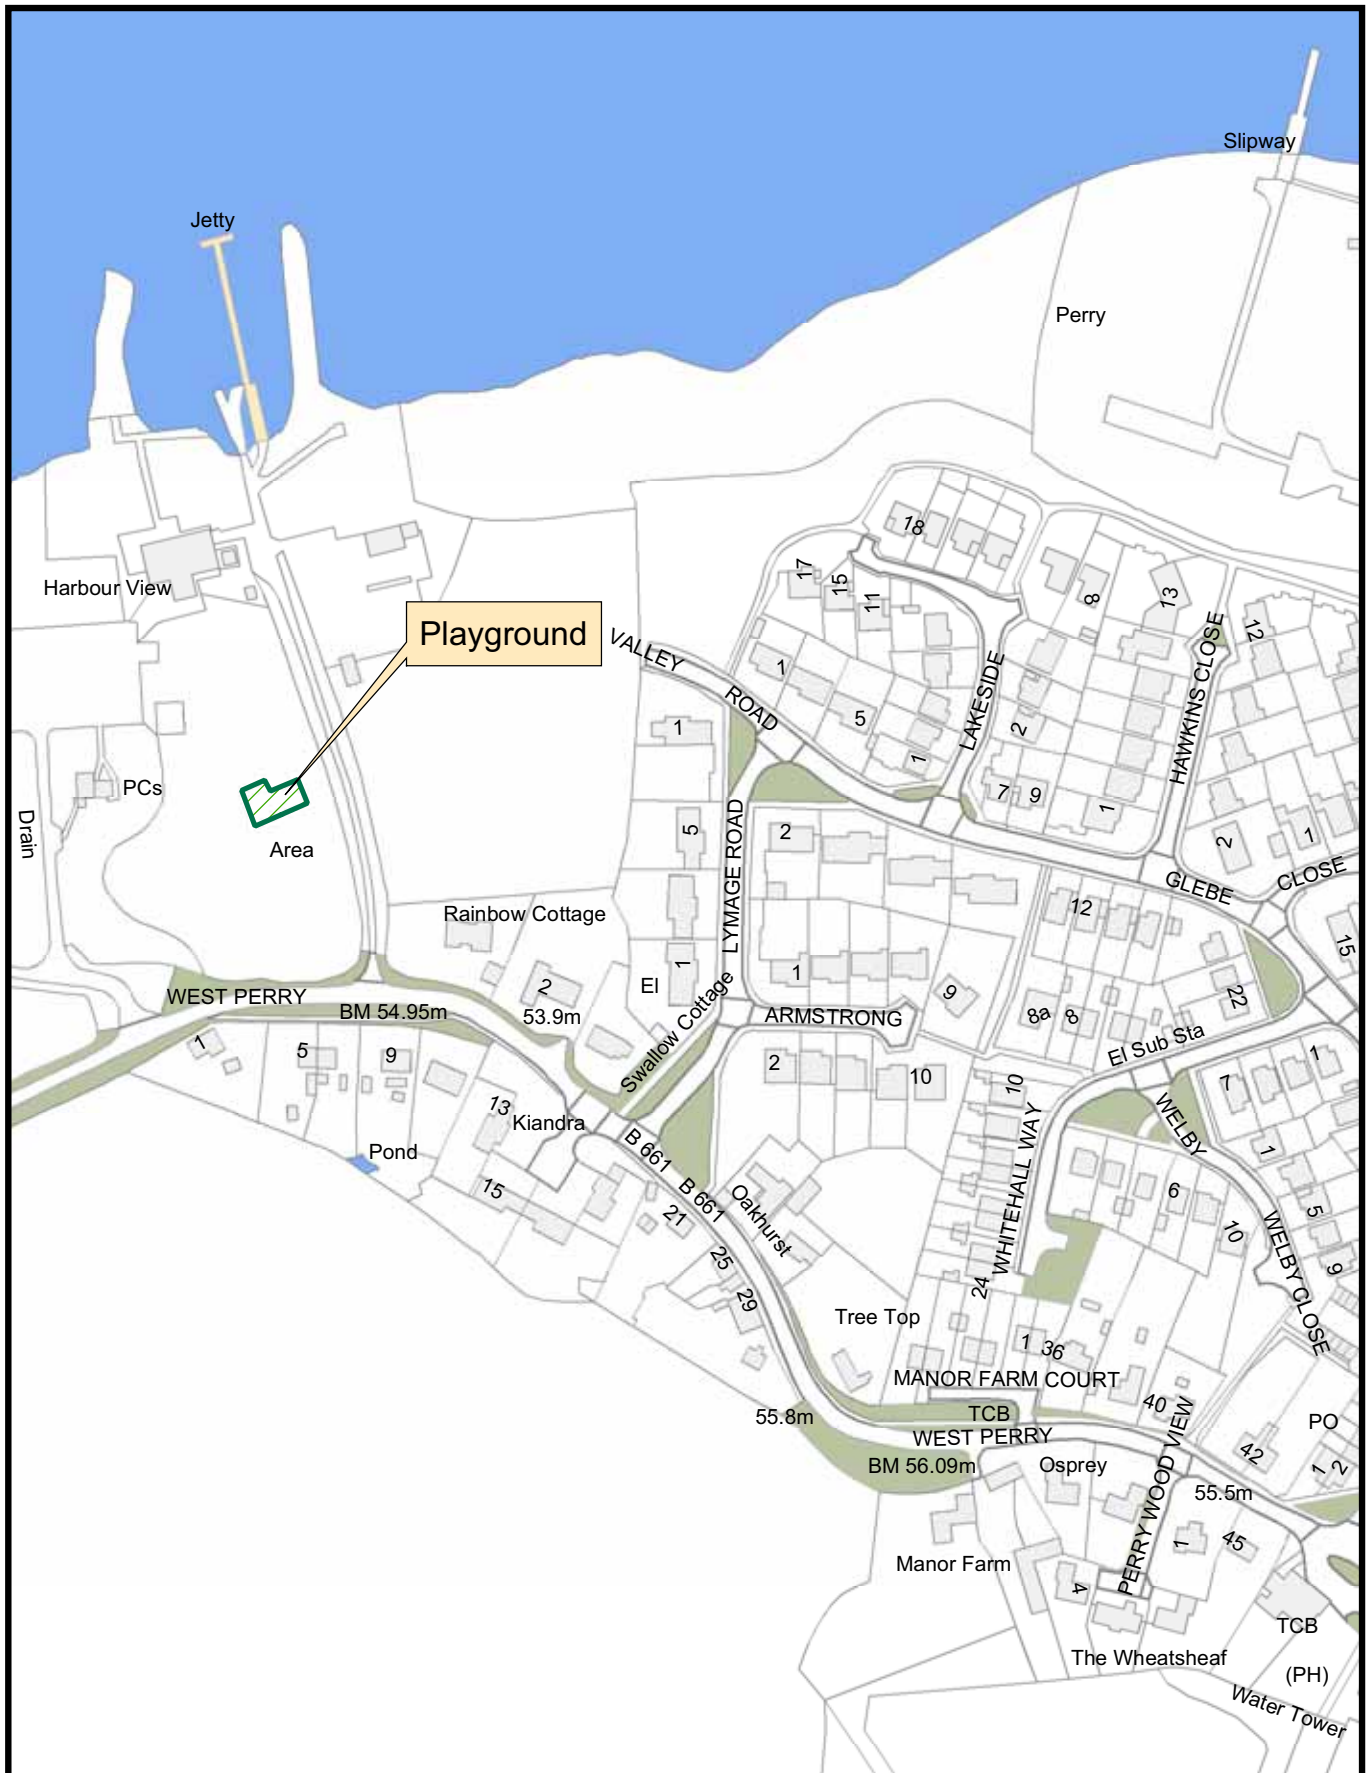 Slipway
Jetty
Perry
18
17
15
11
8
13
12
Harbour View
Playground
VALLEY
ROAD
1
5
1
1
LAKESIDE
2
HAWKINS CLOSE
7
9
1
2
1
PCs
Drain
Area
5
2
LYMAGE ROAD
GLEBE
CLOSE
12
15
Rainbow Cottage
El
1
1
9
2
53.9m
WEST PERRY
BM 54.95m
Swallow Cottage
ARMSTRONG
8a
8
22
El Sub Sta
1
5
9
2
10
10
7
1
13
Kiandra
WELBY
1
Pond
B 661
B 661
15
21
Oakhurst
WHITEHALL WAY
6
5
10
WELBY CLOSE
9
25
29
24
Tree Top
1
36
MANOR FARM COURT
55.8m
TCB
40
WEST PERRY
PO
42
1
2
BM 56.09m
Osprey
PERRY WOOD VIEW
55.5m
Manor Farm
1
45
4
TCB
The Wheatsheaf
(PH)
Water Tower